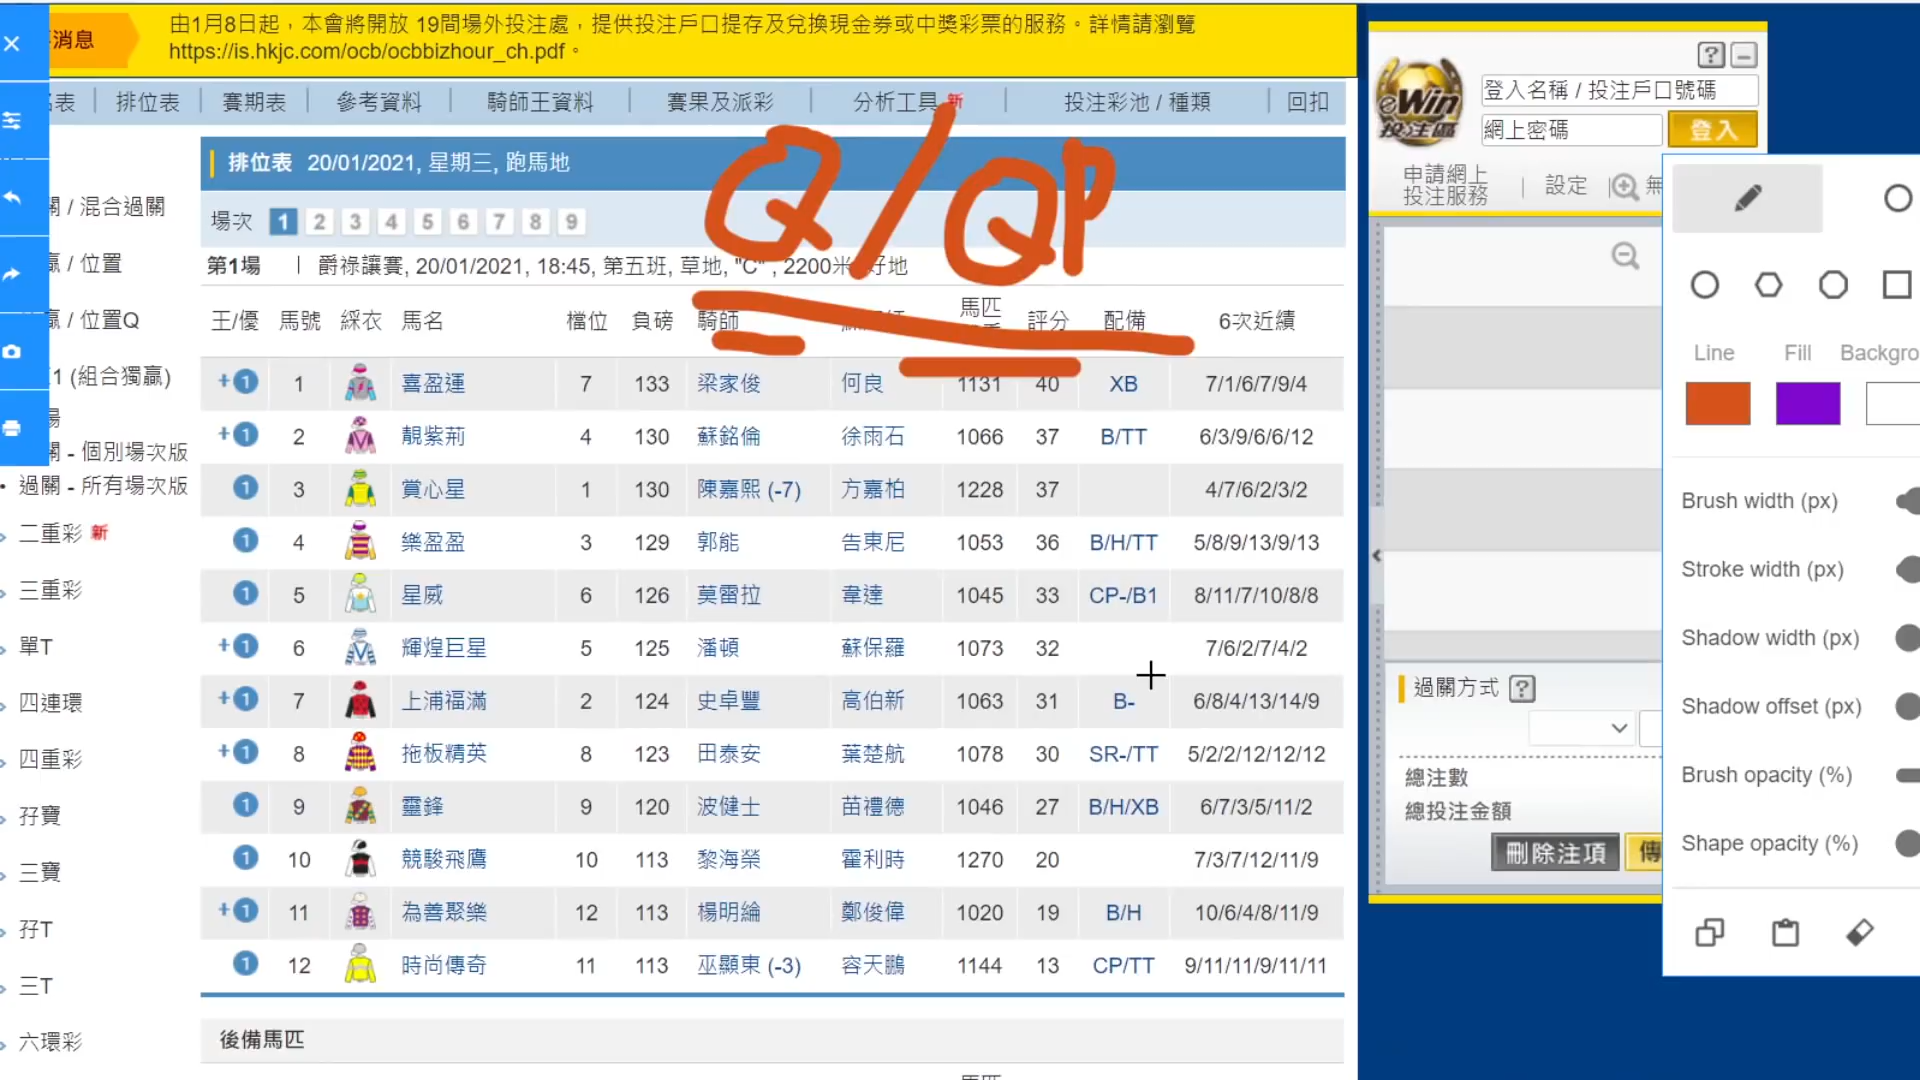 消息
由1月8日起,本會將開放 19間場外投注處,提供投注戶口提存及兌換現金券或中獎彩票的服務。詳情請瀏覽
https://is.hkjc.com/ocb/ocbbizhour_ch.pdf。
表 排位表 賽期表 參考資料 騎師王資料 賽果及派彩 分析工具 新 投注彩池 / 種類 回扣
Q/QP
排位表 20/01/2021, 星期三, 跑馬地
場次 1 2 3 4 5 6 7 8 9
第1場 | 爵祿讓賽, 20/01/2021, 18:45, 第五班, 草地, "C" , 2200米 好地
王/優 馬號 綵衣 馬名 檔位 負磅 騎師 馬匹 評分 配備 6次近績
+1 1 喜盈運 7 133 梁家俊 何良 1131 40 XB 7/1/6/7/9/4
+1 2 靚紫荊 4 130 蘇銘倫 徐雨石 1066 37 B/TT 6/3/9/6/6/12
1 3 賞心星 1 130 陳嘉熙 (-7) 方嘉柏 1228 37 4/7/6/2/3/2
1 4 樂盈盈 3 129 郭能 告東尼 1053 36 B/H/TT 5/8/9/13/9/13
1 5 星威 6 126 莫雷拉 韋達 1045 33 CP-/B1 8/11/7/10/8/8
+1 6 輝煌巨星 5 125 潘頓 蘇保羅 1073 32 7/6/2/7/4/2
+1 7 上浦福滿 2 124 史卓豐 高伯新 1063 31 B- 6/8/4/13/14/9
+1 8 拖板精英 8 123 田泰安 葉楚航 1078 30 SR-/TT 5/2/2/12/12/12
1 9 靈鋒 9 120 波健士 苗禮德 1046 27 B/H/XB 6/7/3/5/11/2
1 10 競駿飛鷹 10 113 黎海榮 霍利時 1270 20 7/3/7/12/11/9
+1 11 為善聚樂 12 113 楊明綸 鄭俊偉 1020 19 B/H 10/6/4/8/11/9
1 12 時尚傳奇 11 113 巫顯東 (-3) 容天鵬 1144 13 CP/TT 9/11/11/9/11/11
後備馬匹
關 / 混合過關
贏 / 位置
贏 / 位置Q
1 (組合獨贏)
場
關 - 個別場次版
• 過關 - 所有場次版
二重彩 新
三重彩
單T
四連環
四重彩
孖寶
三寶
孖T
三T
六環彩
eWin
投注區
登入名稱 / 投注戶口號碼
網上密碼
登入
申請網上
投注服務
設定
無
過關方式 ?
總注數
總投注金額
刪除注項
傳
Line Fill Backgro
Brush width (px)
Stroke width (px)
Shadow width (px)
Shadow offset (px)
Brush opacity (%)
Shape opacity (%)